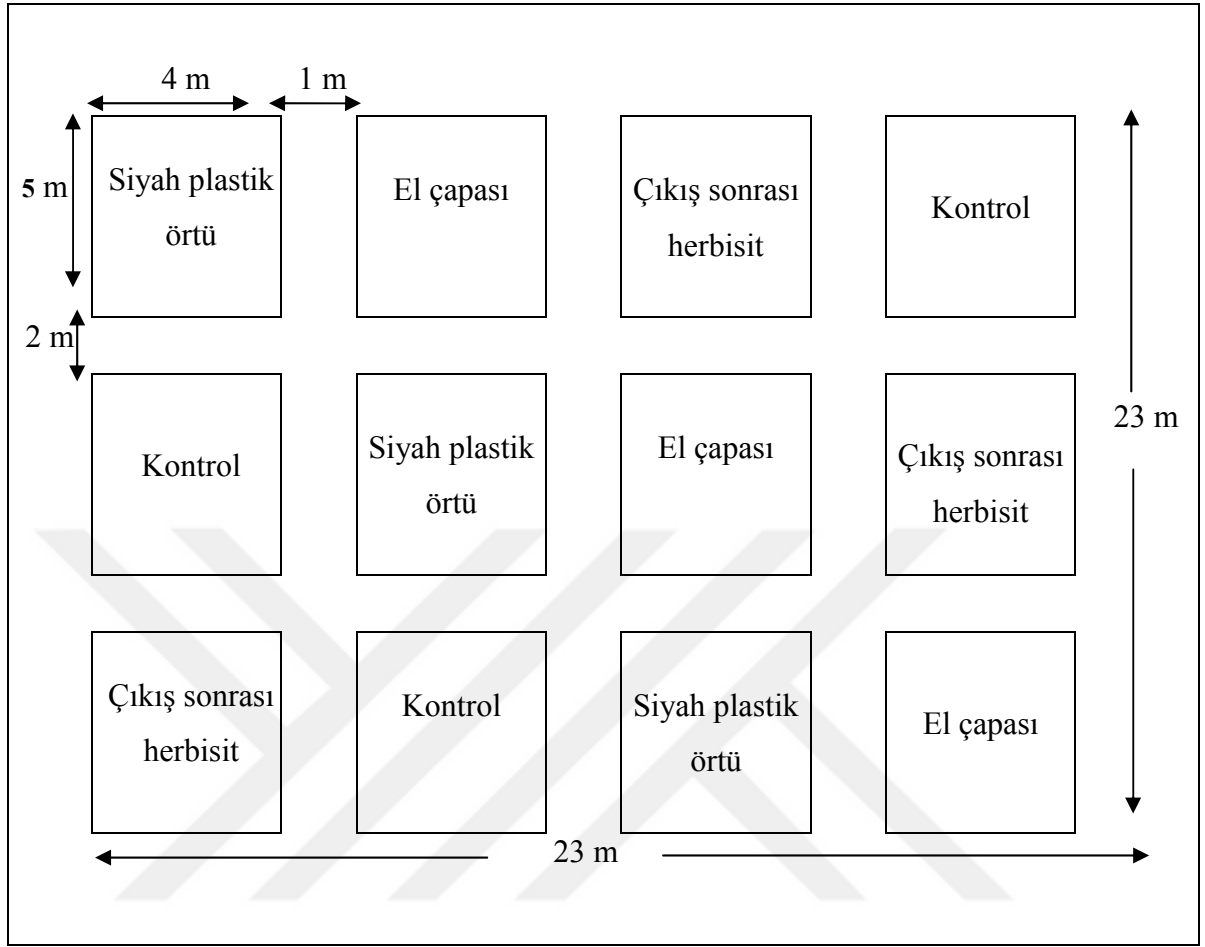 4 m
1 m
5 m
Siyah plastik
örtü
El çapası
Çıkış sonrası
herbisit
Kontrol
2 m
23 m
Kontrol
Siyah plastik
örtü
El çapası
Çıkış sonrası
herbisit
Çıkış sonrası
herbisit
Kontrol
Siyah plastik
örtü
El çapası
23 m